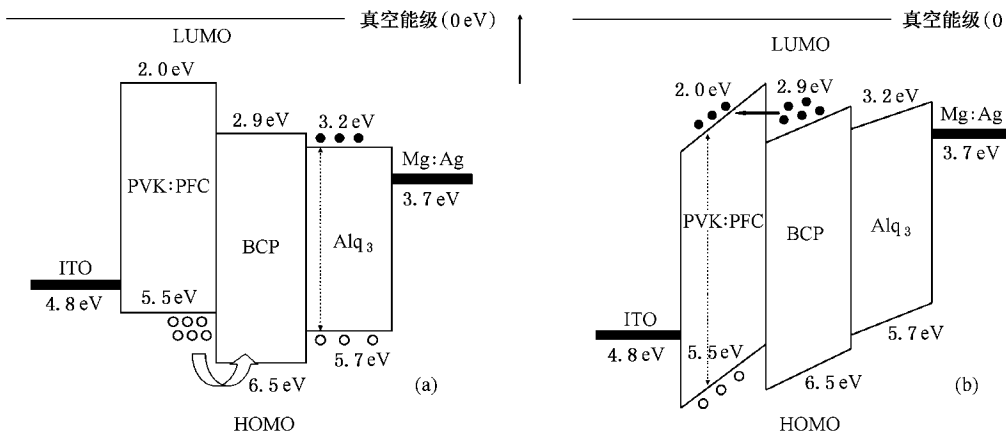 真空能级(0 eV)
LUMO
2.0 eV
2.9 eV
3.2 eV
Mg:Ag
3.7 eV
PVK:PFC
BCP
Alq3
ITO
4.8 eV
5.5 eV
5.7 eV
6.5 eV
(a)
HOMO
真空能级(0
LUMO
2.0 eV
2.9 eV
3.2 eV
Mg:Ag
3.7 eV
PVK:PFC
BCP
Alq3
ITO
4.8 eV
5.5 eV
5.7 eV
6.5 eV
(b)
HOMO